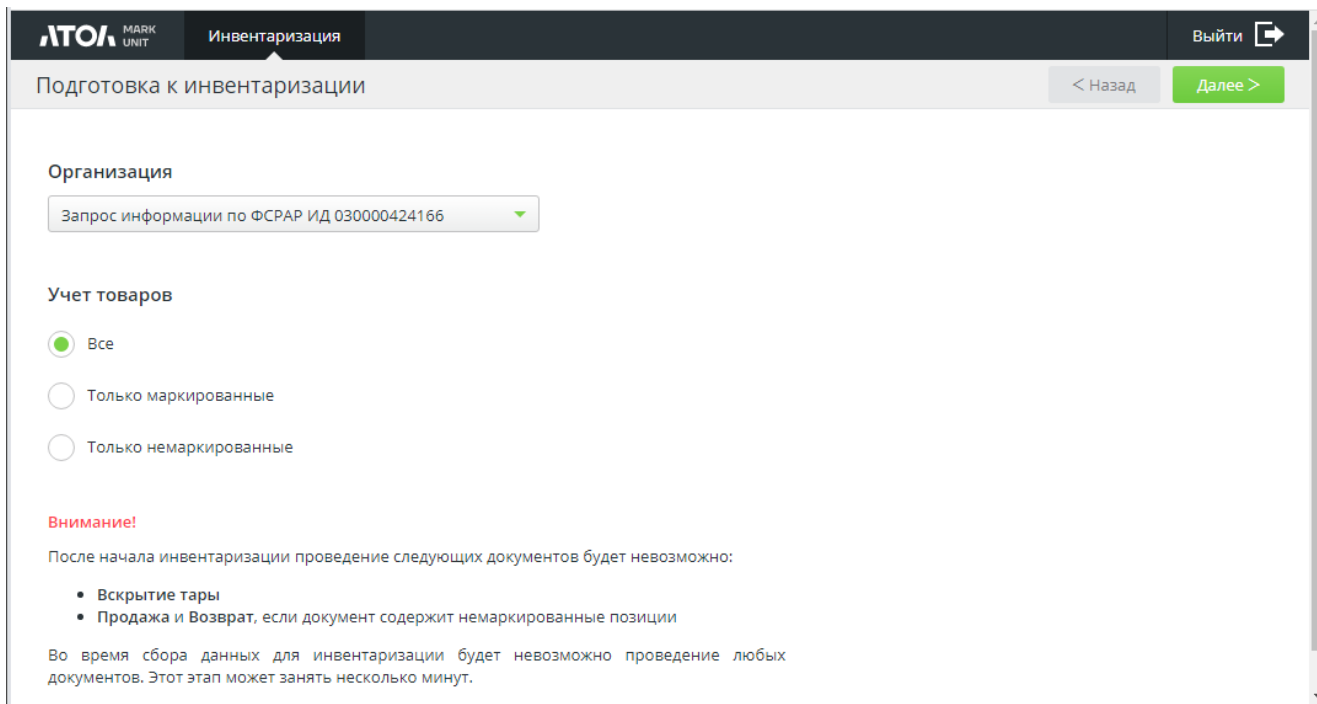 АТОЛ MARK UNIT
Инвентаризация
Выйти
Подготовка к инвентаризации
< Назад
Далее >
Организация
Запрос информации по ФСРАР ИД 030000424166
Учет товаров
Все
Только маркированные
Только немаркированные
Внимание!
После начала инвентаризации проведение следующих документов будет невозможно:
• Вскрытие тары
• Продажа и Возврат, если документ содержит немаркированные позиции
Во время сбора данных для инвентаризации будет невозможно проведение любых
документов. Этот этап может занять несколько минут.